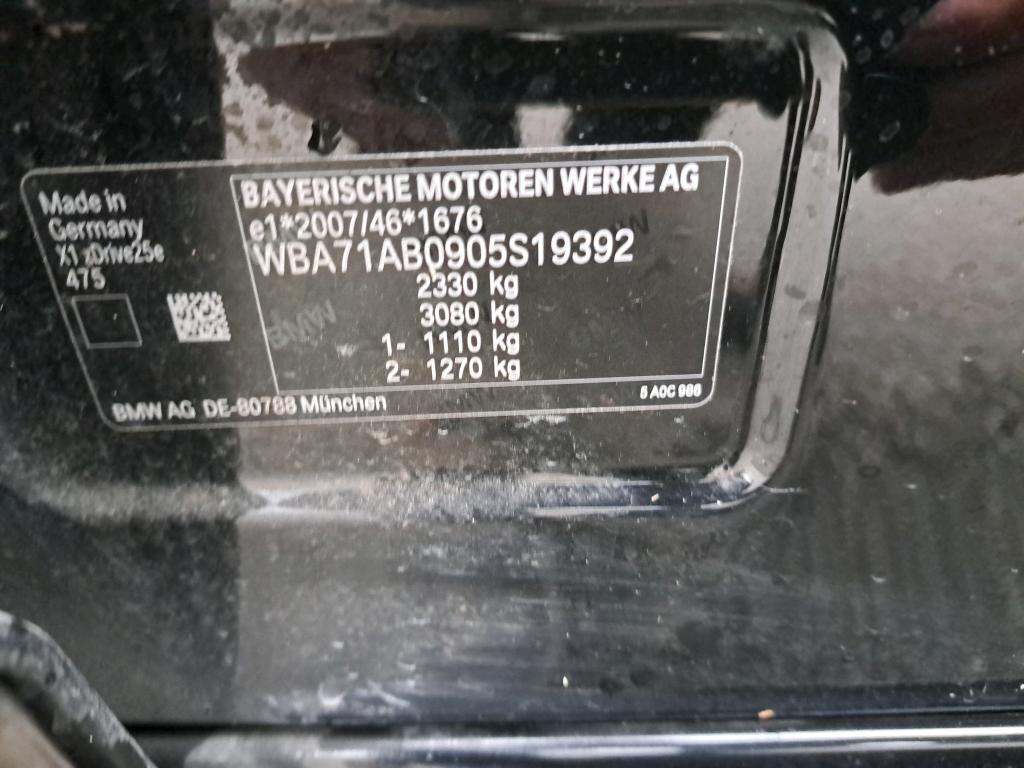 Made in
Germany
X1 xDrive25e
475
BAYERISCHE MOTOREN WERKE AG
e1*2007/46*1676
WBA71AB0905S19392
2330 kg
3080 kg
1- 1110 kg
2- 1270 kg
BMW AG DE-80788 München
5 A0C 986